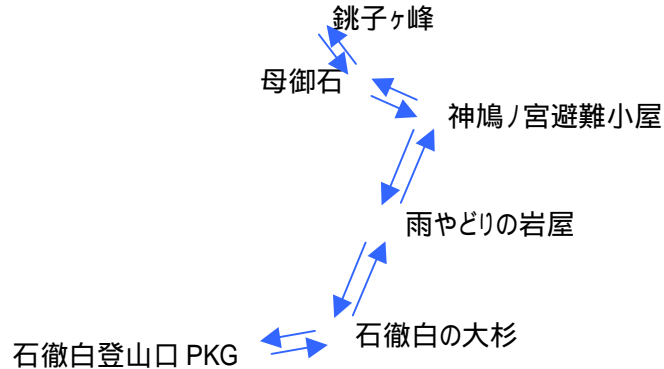 銚子ヶ峰
母御石
神鳩ノ宮避難小屋
雨やどりの岩屋
石徹白の大杉
石徹白登山口 PKG